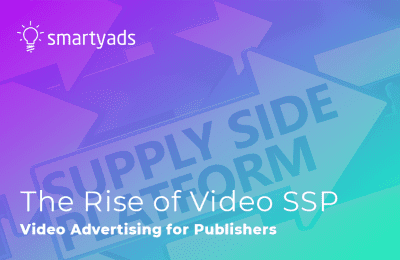 smartyads
SUPPLY SIDE
PLATFORM
The Rise of Video SSP
Video Advertising for Publishers